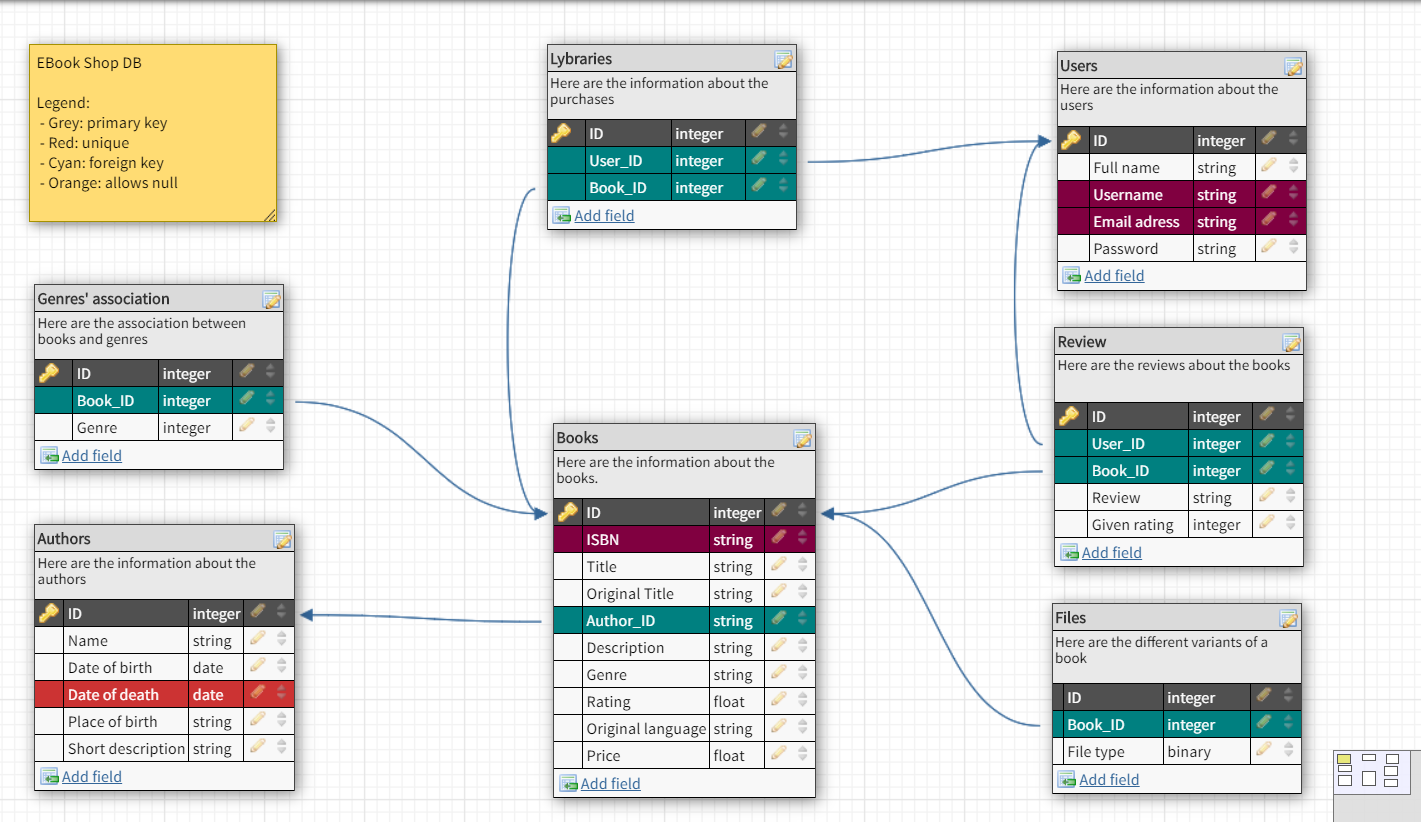 EBook Shop DB
Legend:
- Grey: primary key
- Red: unique
- Cyan: foreign key
- Orange: allows null
Lybraries
Here are the information about the
purchases
ID integer
User_ID integer
Book_ID integer
Add field
Users
Here are the information about the
users
ID integer
Full name string
Username string
Email adress string
Password string
Add field
Genres' association
Here are the association between
books and genres
ID integer
Book_ID integer
Genre integer
Add field
Review
Here are the reviews about the books
ID integer
User_ID integer
Book_ID integer
Review string
Given rating integer
Add field
Books
Here are the information about the
books.
ID integer
ISBN string
Title string
Original Title string
Author_ID string
Description string
Genre string
Rating float
Original language string
Price float
Add field
Authors
Here are the information about the
authors
ID integer
Name string
Date of birth date
Date of death date
Place of birth string
Short description string
Add field
Files
Here are the different variants of a
book
ID integer
Book_ID integer
File type binary
Add field